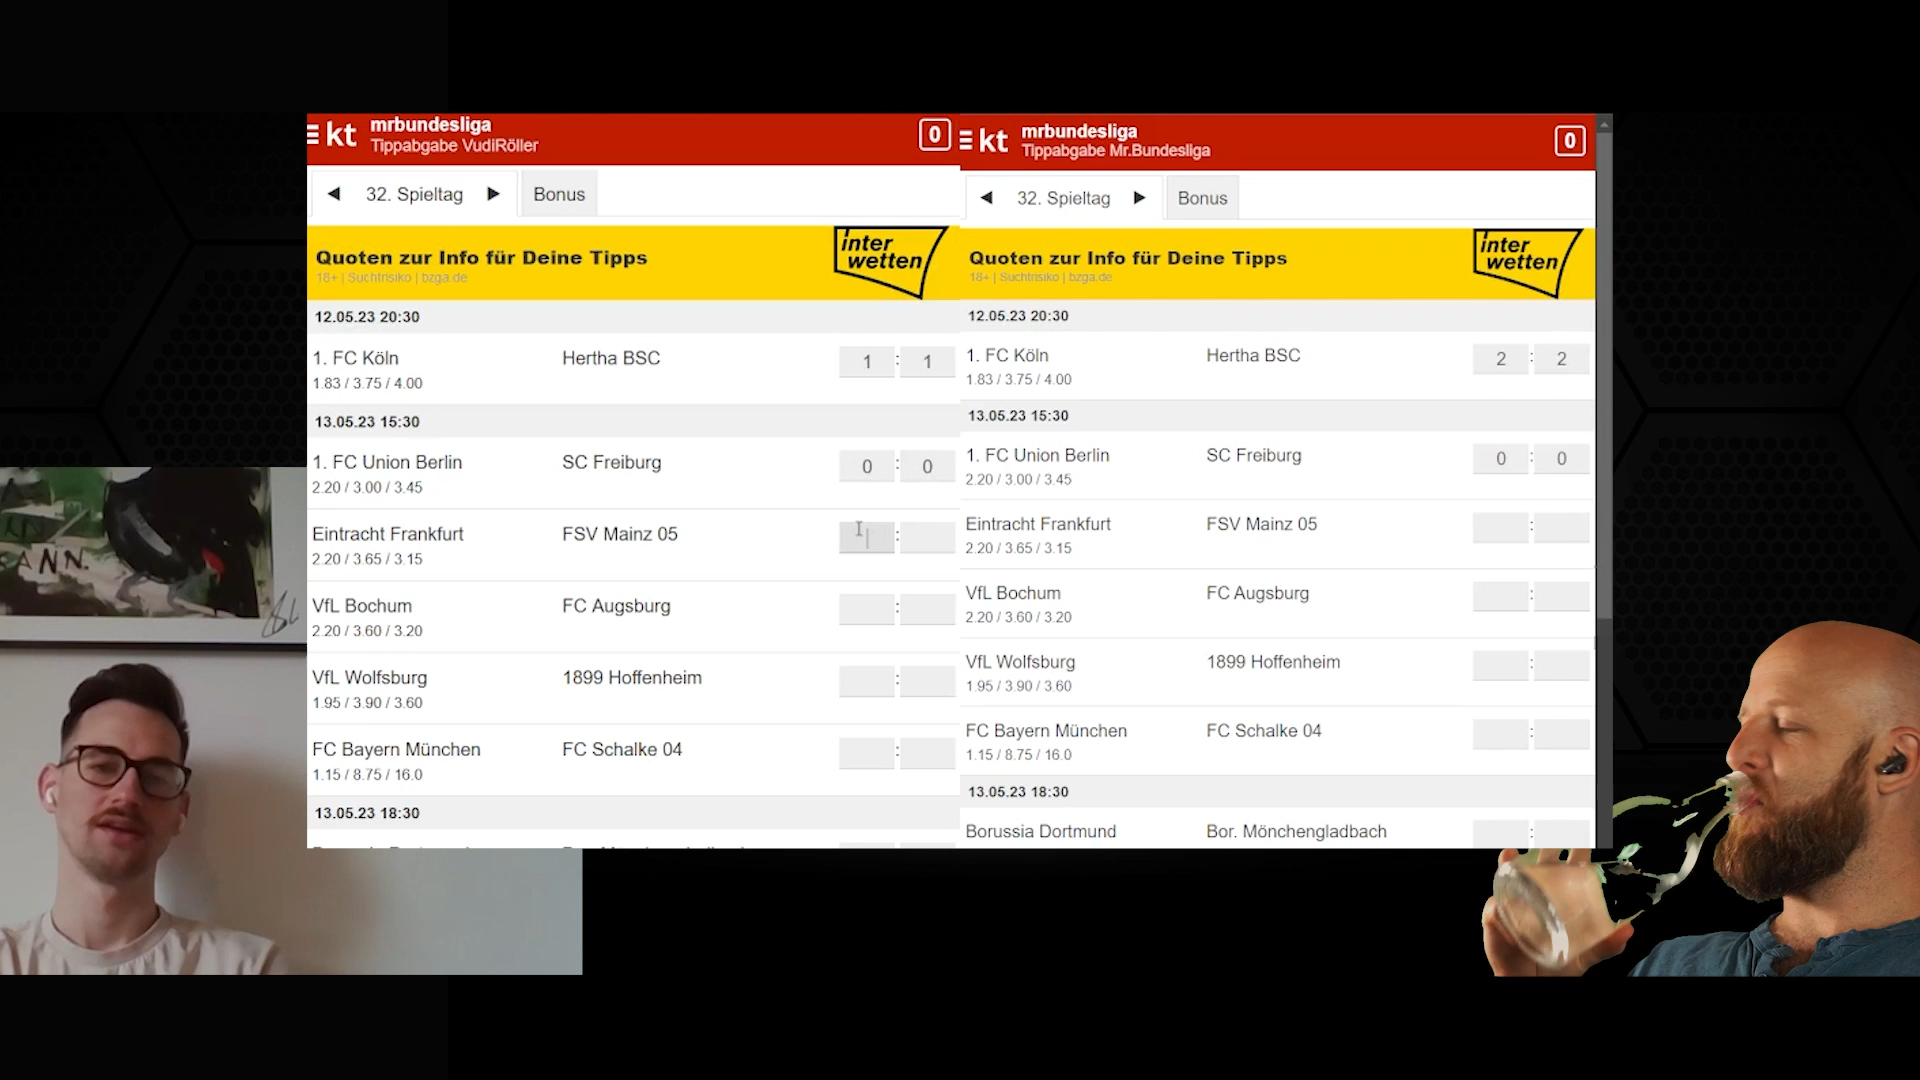 kt
mrbundesliga
Tippabgabe VudiRöller
0
32. Spieltag
Bonus
Quoten zur Info für Deine Tipps
18+ | Suchtrisiko | bzga.de
inter
wetten
12.05.23 20:30
1. FC Köln Hertha BSC 1 : 1
1.83 / 3.75 / 4.00
13.05.23 15:30
1. FC Union Berlin SC Freiburg 0 : 0
2.20 / 3.00 / 3.45
Eintracht Frankfurt FSV Mainz 05 :
2.20 / 3.65 / 3.15
VfL Bochum FC Augsburg :
2.20 / 3.60 / 3.20
VfL Wolfsburg 1899 Hoffenheim :
1.95 / 3.90 / 3.60
FC Bayern München FC Schalke 04 :
1.15 / 8.75 / 16.0
13.05.23 18:30
kt
mrbundesliga
Tippabgabe Mr.Bundesliga
0
32. Spieltag
Bonus
Quoten zur Info für Deine Tipps
18+ | Suchtrisiko | bzga.de
inter
wetten
12.05.23 20:30
1. FC Köln Hertha BSC 2 : 2
1.83 / 3.75 / 4.00
13.05.23 15:30
1. FC Union Berlin SC Freiburg 0 : 0
2.20 / 3.00 / 3.45
Eintracht Frankfurt FSV Mainz 05 :
2.20 / 3.65 / 3.15
VfL Bochum FC Augsburg :
2.20 / 3.60 / 3.20
VfL Wolfsburg 1899 Hoffenheim :
1.95 / 3.90 / 3.60
FC Bayern München FC Schalke 04 :
1.15 / 8.75 / 16.0
13.05.23 18:30
Borussia Dortmund Bor. Mönchengladbach :